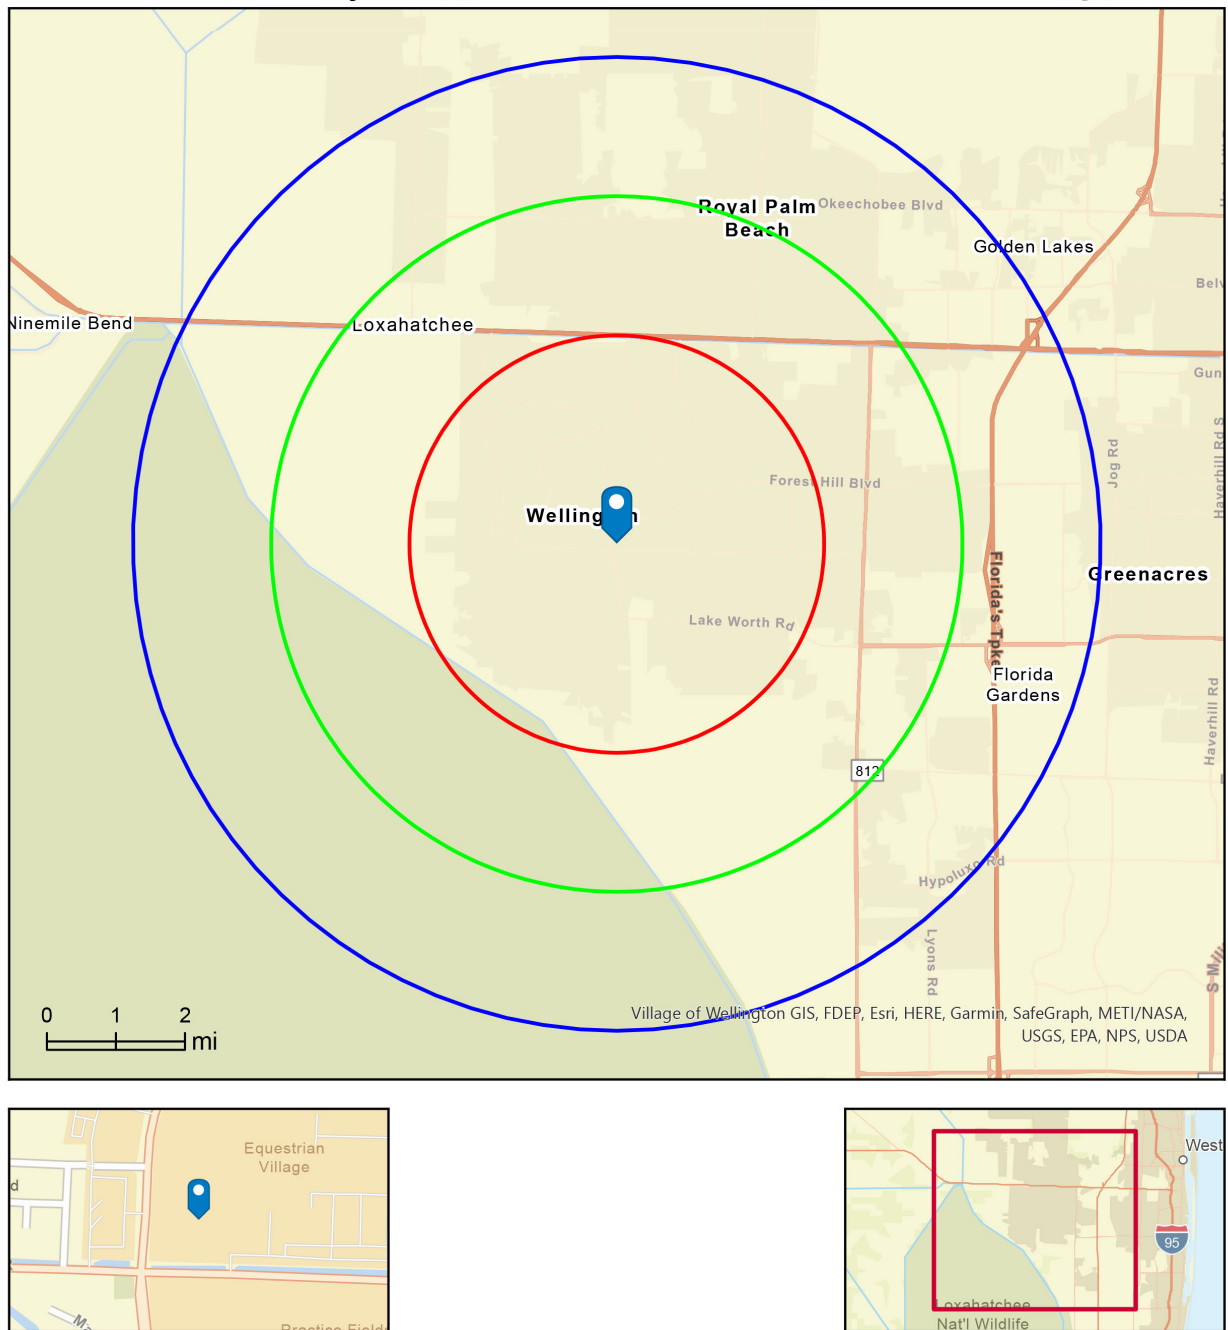 Royal Palm
Beach
Okeechobee Blvd
Golden Lakes
Ninemile Bend
Loxahatchee
Forest Hill Blvd
Jog Rd
Haverhill Rd S
Wellington
Florida's Tpke
Greenacres
Lake Worth Rd
Florida
Gardens
Haverhill Rd
812
Hypoluxo Rd
Lyons Rd
0 1 2
mi
Village of Wellington GIS, FDEP, Esri, HERE, Garmin, SafeGraph, METI/NASA,
USGS, EPA, NPS, USDA
Equestrian
Village
West
95
Loxahatchee
Nat'l Wildlife